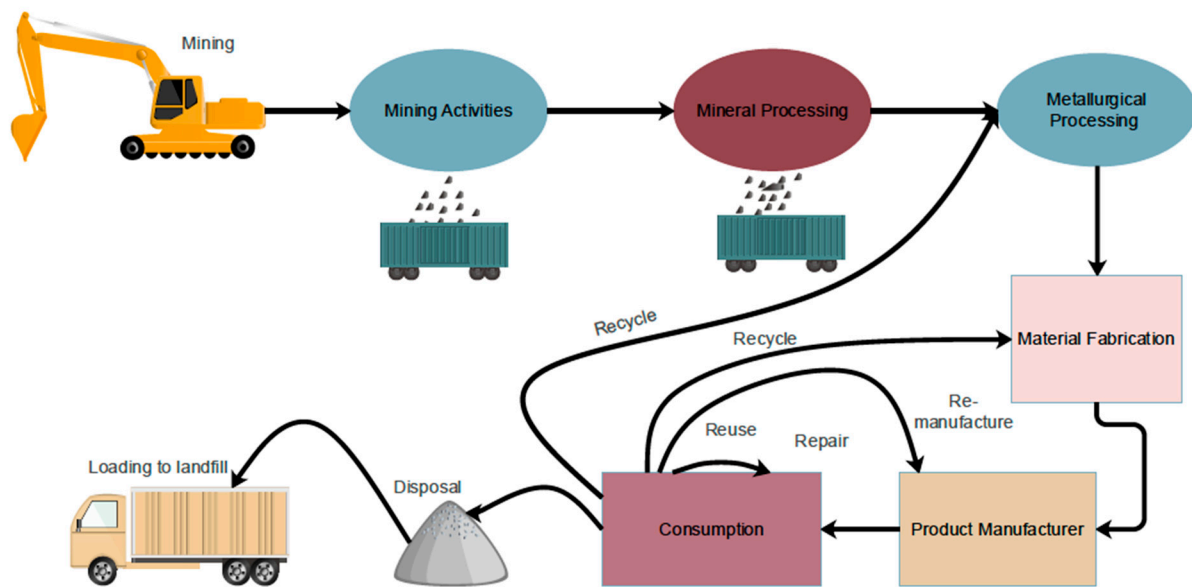 Mining
Mining Activities
Mineral Processing
Metallurgical
Processing
Recycle
Recycle
Material Fabrication
Re-
manufacture
Reuse
Repair
Loading to landfill
Disposal
Consumption
Product Manufacturer